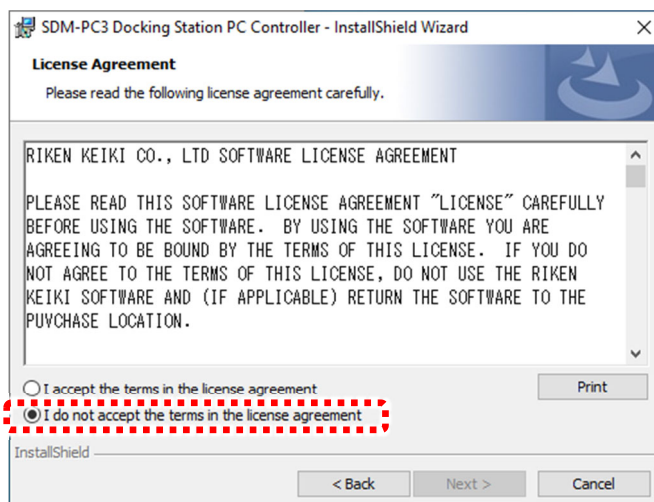 SDM-PC3 Docking Station PC Controller - InstallShield Wizard
License Agreement
Please read the following license agreement carefully.
RIKEN KEIKI CO., LTD SOFTWARE LICENSE AGREEMENT
PLEASE READ THIS SOFTWARE LICENSE AGREEMENT "LICENSE" CAREFULLY
BEFORE USING THE SOFTWARE. BY USING THE SOFTWARE YOU ARE
AGREEING TO BE BOUND BY THE TERMS OF THIS LICENSE. IF YOU DO
NOT AGREE TO THE TERMS OF THIS LICENSE, DO NOT USE THE RIKEN
KEIKI SOFTWARE AND (IF APPLICABLE) RETURN THE SOFTWARE TO THE
PUVCHASE LOCATION.
I accept the terms in the license agreement
Print
I do not accept the terms in the license agreement
InstallShield
< Back
Next >
Cancel